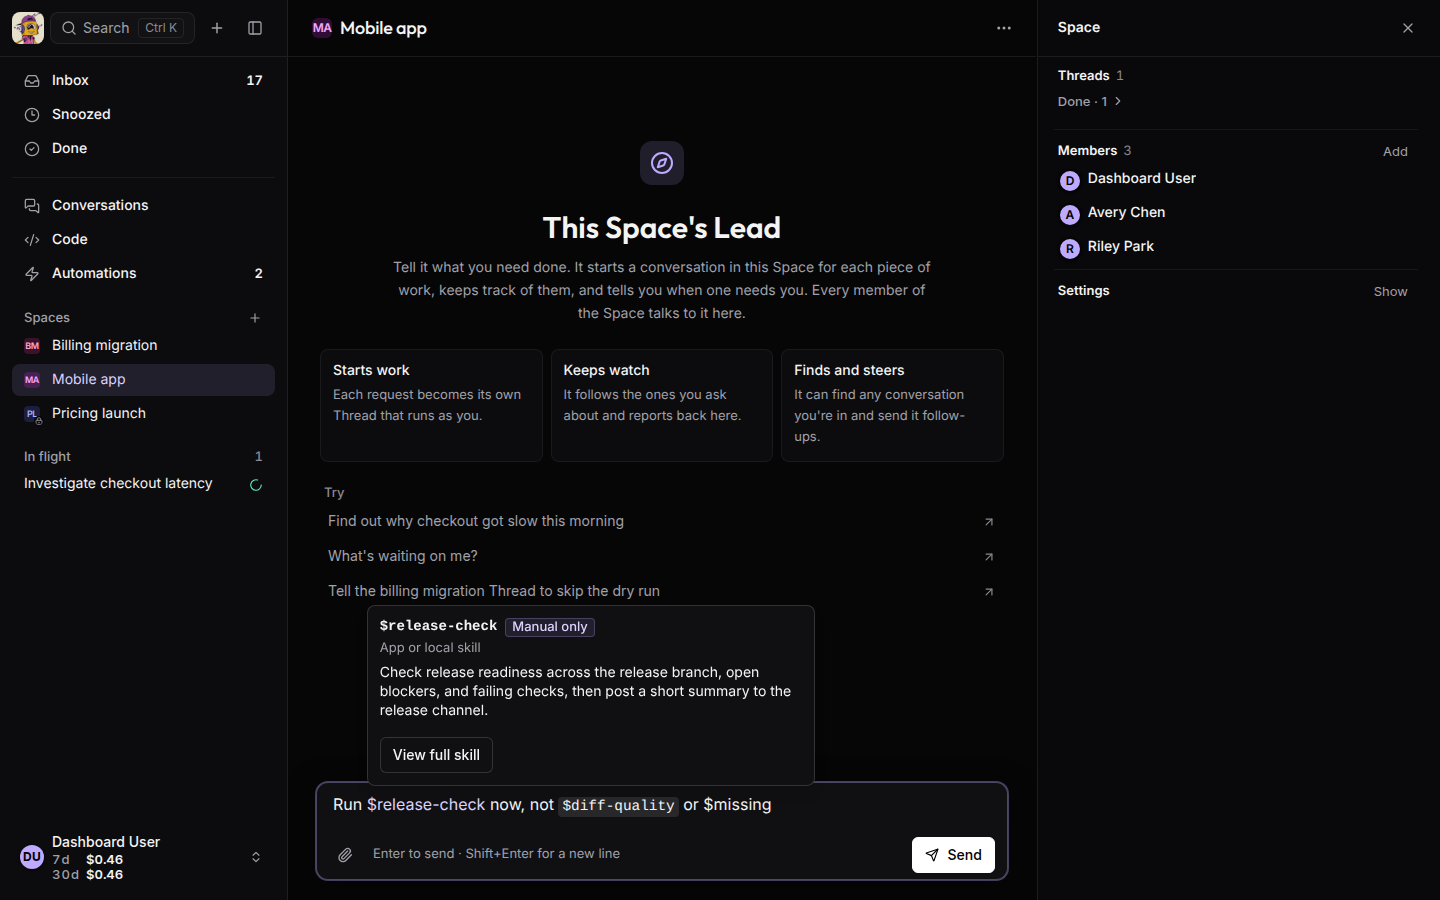 Search Ctrl K
Inbox 17
Snoozed
Done
Conversations
Code
Automations 2
Spaces
BM Billing migration
MA Mobile app
PL Pricing launch
In flight 1
Investigate checkout latency
DU Dashboard User
7d $0.46
30d $0.46
MA Mobile app
This Space's Lead
Tell it what you need done. It starts a conversation in this Space for each piece of
work, keeps track of them, and tells you when one needs you. Every member of
the Space talks to it here.
Starts work
Each request becomes its own
Thread that runs as you.
Keeps watch
It follows the ones you ask
about and reports back here.
Finds and steers
It can find any conversation
you're in and send it follow-
ups.
Try
Find out why checkout got slow this morning
What's waiting on me?
Tell the billing migration Thread to skip the dry run
$release-check Manual only
App or local skill
Check release readiness across the release branch, open
blockers, and failing checks, then post a short summary to the
release channel.
View full skill
Run $release-check now, not $diff-quality or $missing
Enter to send · Shift+Enter for a new line
Send
Space
Threads 1
Done · 1
Members 3 Add
D Dashboard User
A Avery Chen
R Riley Park
Settings Show